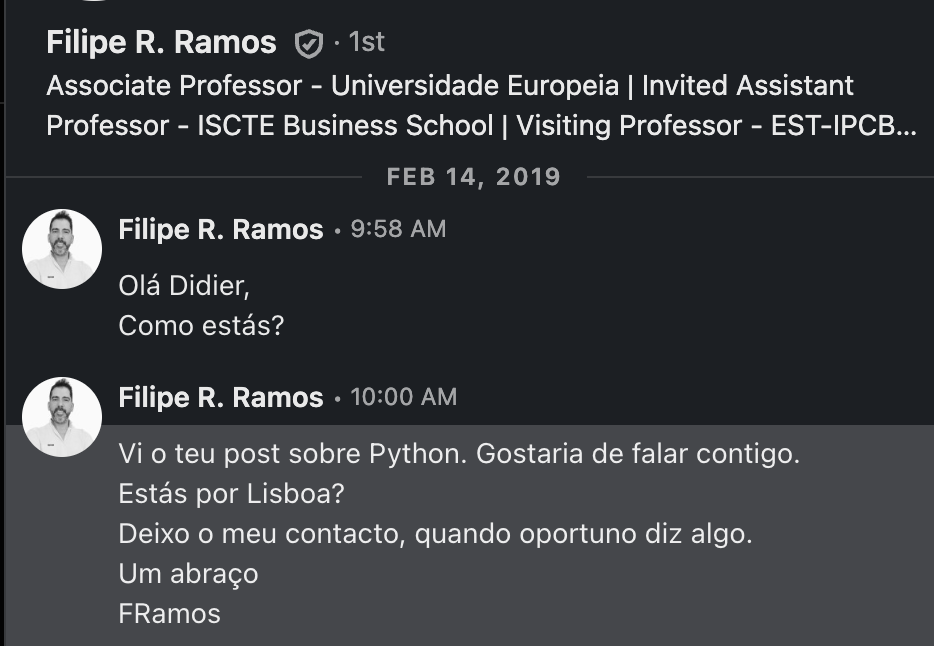 Filipe R. Ramos · 1st
Associate Professor - Universidade Europeia | Invited Assistant
Professor - ISCTE Business School | Visiting Professor - EST-IPCB...
FEB 14, 2019
Filipe R. Ramos • 9:58 AM
Olá Didier,
Como estás?
Filipe R. Ramos • 10:00 AM
Vi o teu post sobre Python. Gostaria de falar contigo.
Estás por Lisboa?
Deixo o meu contacto, quando oportuno diz algo.
Um abraço
FRamos